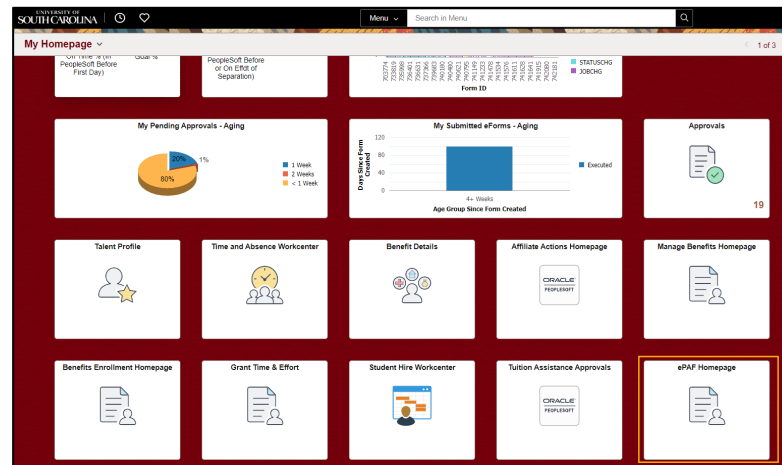 UNIVERSITY OF
SOUTH CAROLINA
Menu
Search in Menu
My Homepage
1 of 3
On Time % (in
PeopleSoft Before
First Day)
Goal %
PeopleSoft Before
or On Effdt of
Separation)
STATUSCHG
JOBCHG
Form ID
My Pending Approvals - Aging
20%
1%
80%
1 Week
2 Weeks
< 1 Week
My Submitted eForms - Aging
Days Since Form
Created
120
80
40
0
4+ Weeks
Age Group Since Form Created
Executed
Approvals
19
Talent Profile
Time and Absence Workcenter
Benefit Details
Affiliate Actions Homepage
ORACLE
PEOPLESOFT
Manage Benefits Homepage
Benefits Enrollment Homepage
Grant Time & Effort
Student Hire Workcenter
Tuition Assistance Approvals
ORACLE
PEOPLESOFT
ePAF Homepage